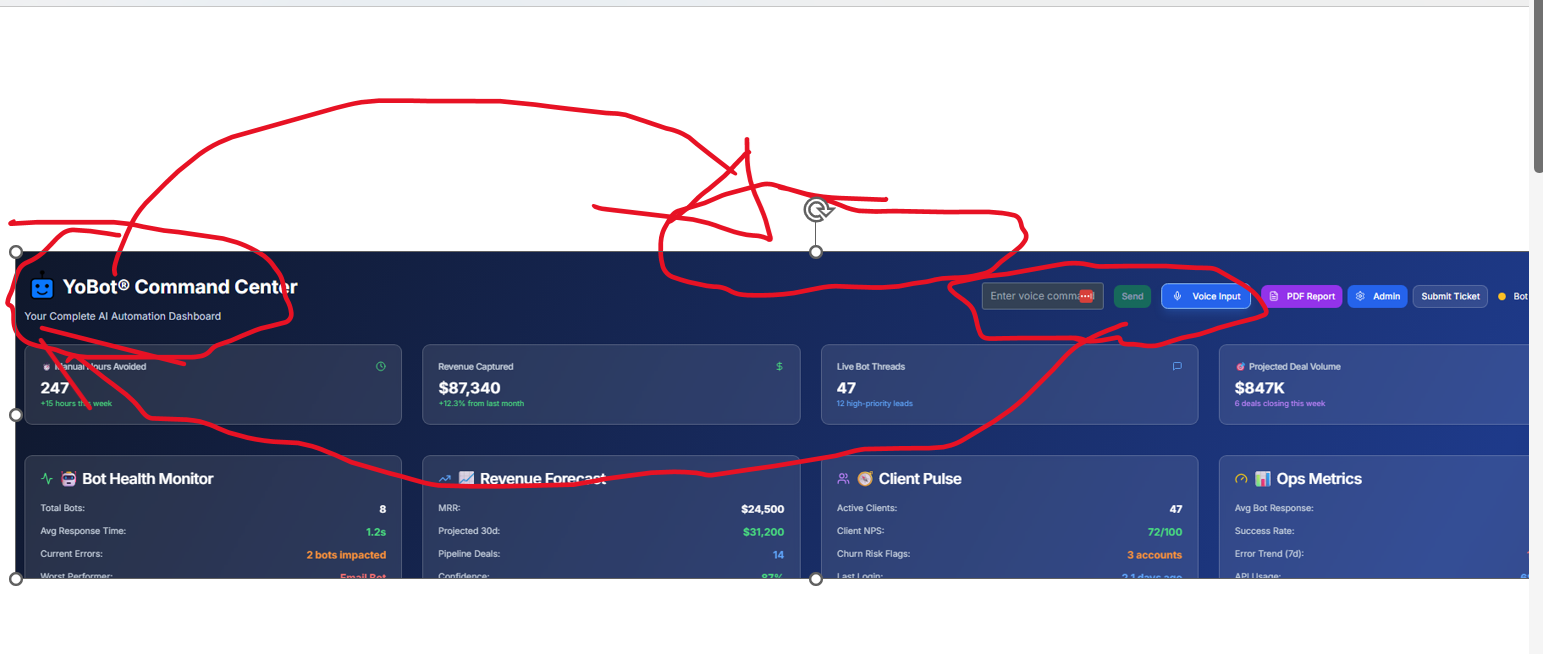 YoBot® Command Center
Your Complete AI Automation Dashboard
Enter voice comm
Send
Voice Input
PDF Report
Admin
Submit Ticket
Bot
Manual Hours Avoided
247
+15 hours this week
Revenue Captured
$87,340
+12.3% from last month
Live Bot Threads
47
12 high-priority leads
Projected Deal Volume
$847K
6 deals closing this week
Bot Health Monitor
Total Bots: 8
Avg Response Time: 1.2s
Current Errors: 2 bots impacted
Worst Performer: Email Bot
Revenue Forecast
MRR: $24,500
Projected 30d: $31,200
Pipeline Deals: 14
Confidence: 87%
Client Pulse
Active Clients: 47
Client NPS: 72/100
Churn Risk Flags: 3 accounts
Last Login: 2.1 days ago
Ops Metrics
Avg Bot Response:
Success Rate:
Error Trend (7d):
API Usage: